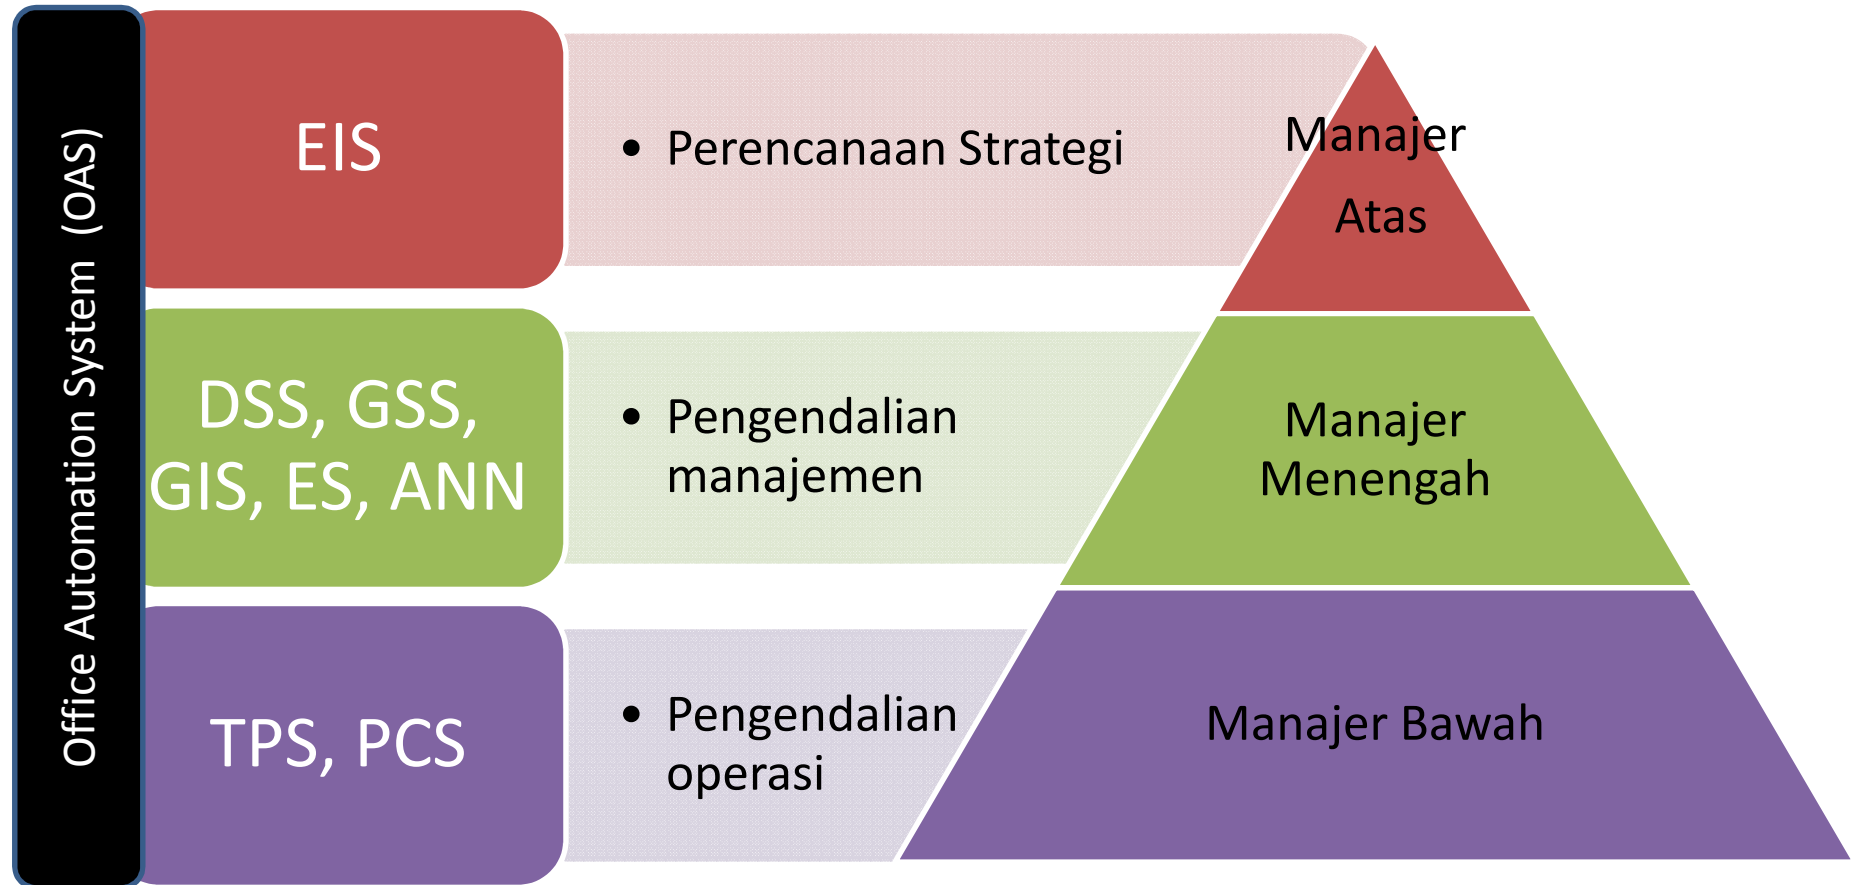 Office Automation System (OAS)
EIS
• Perencanaan Strategi
Manajer
Atas
DSS, GSS,
GIS, ES, ANN
• Pengendalian
manajemen
Manajer
Menengah
TPS, PCS
• Pengendalian
operasi
Manajer Bawah